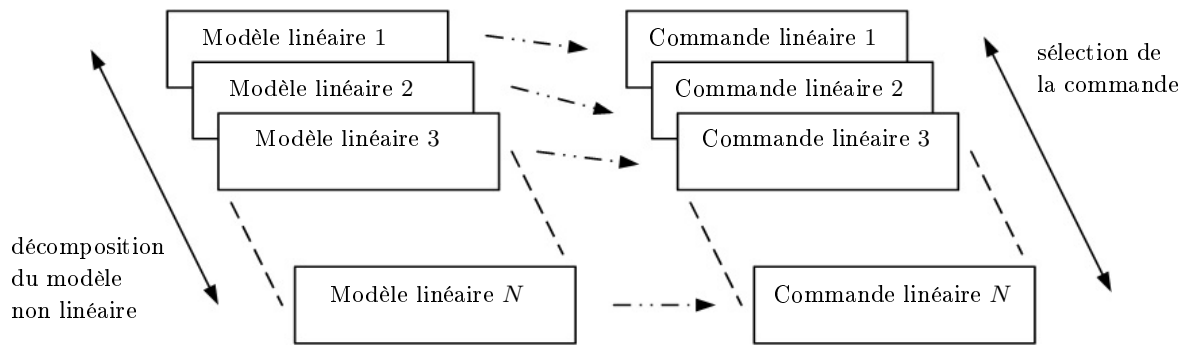 Modèle linéaire 1
Commande linéaire 1
sélection de
la commande
Modèle linéaire 2
Commande linéaire 2
Modèle linéaire 3
Commande linéaire 3
décomposition
du modèle
non linéaire
Modèle linéaire N
Commande linéaire N